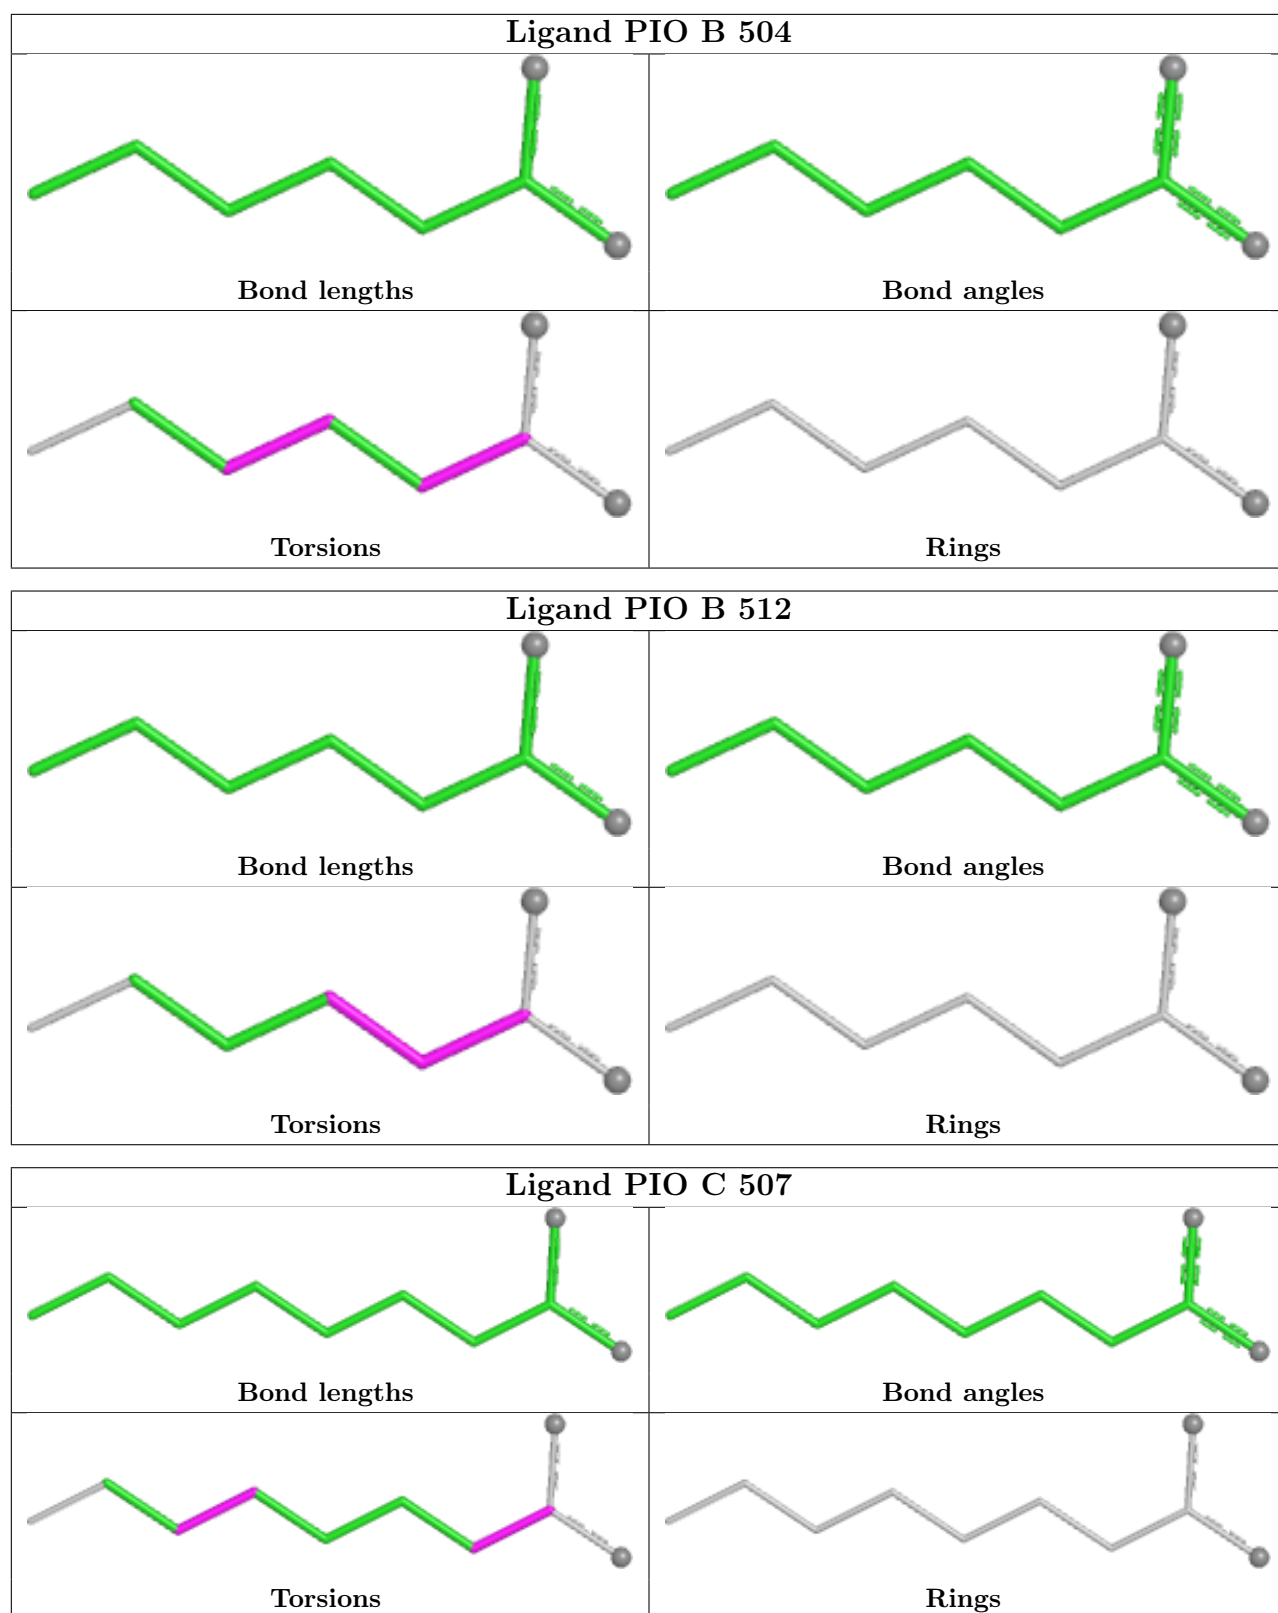 Ligand PIO B 504
Bond lengths
Bond angles
Torsions
Rings
Ligand PIO B 512
Bond lengths
Bond angles
Torsions
Rings
Ligand PIO C 507
Bond lengths
Bond angles
Torsions
Rings